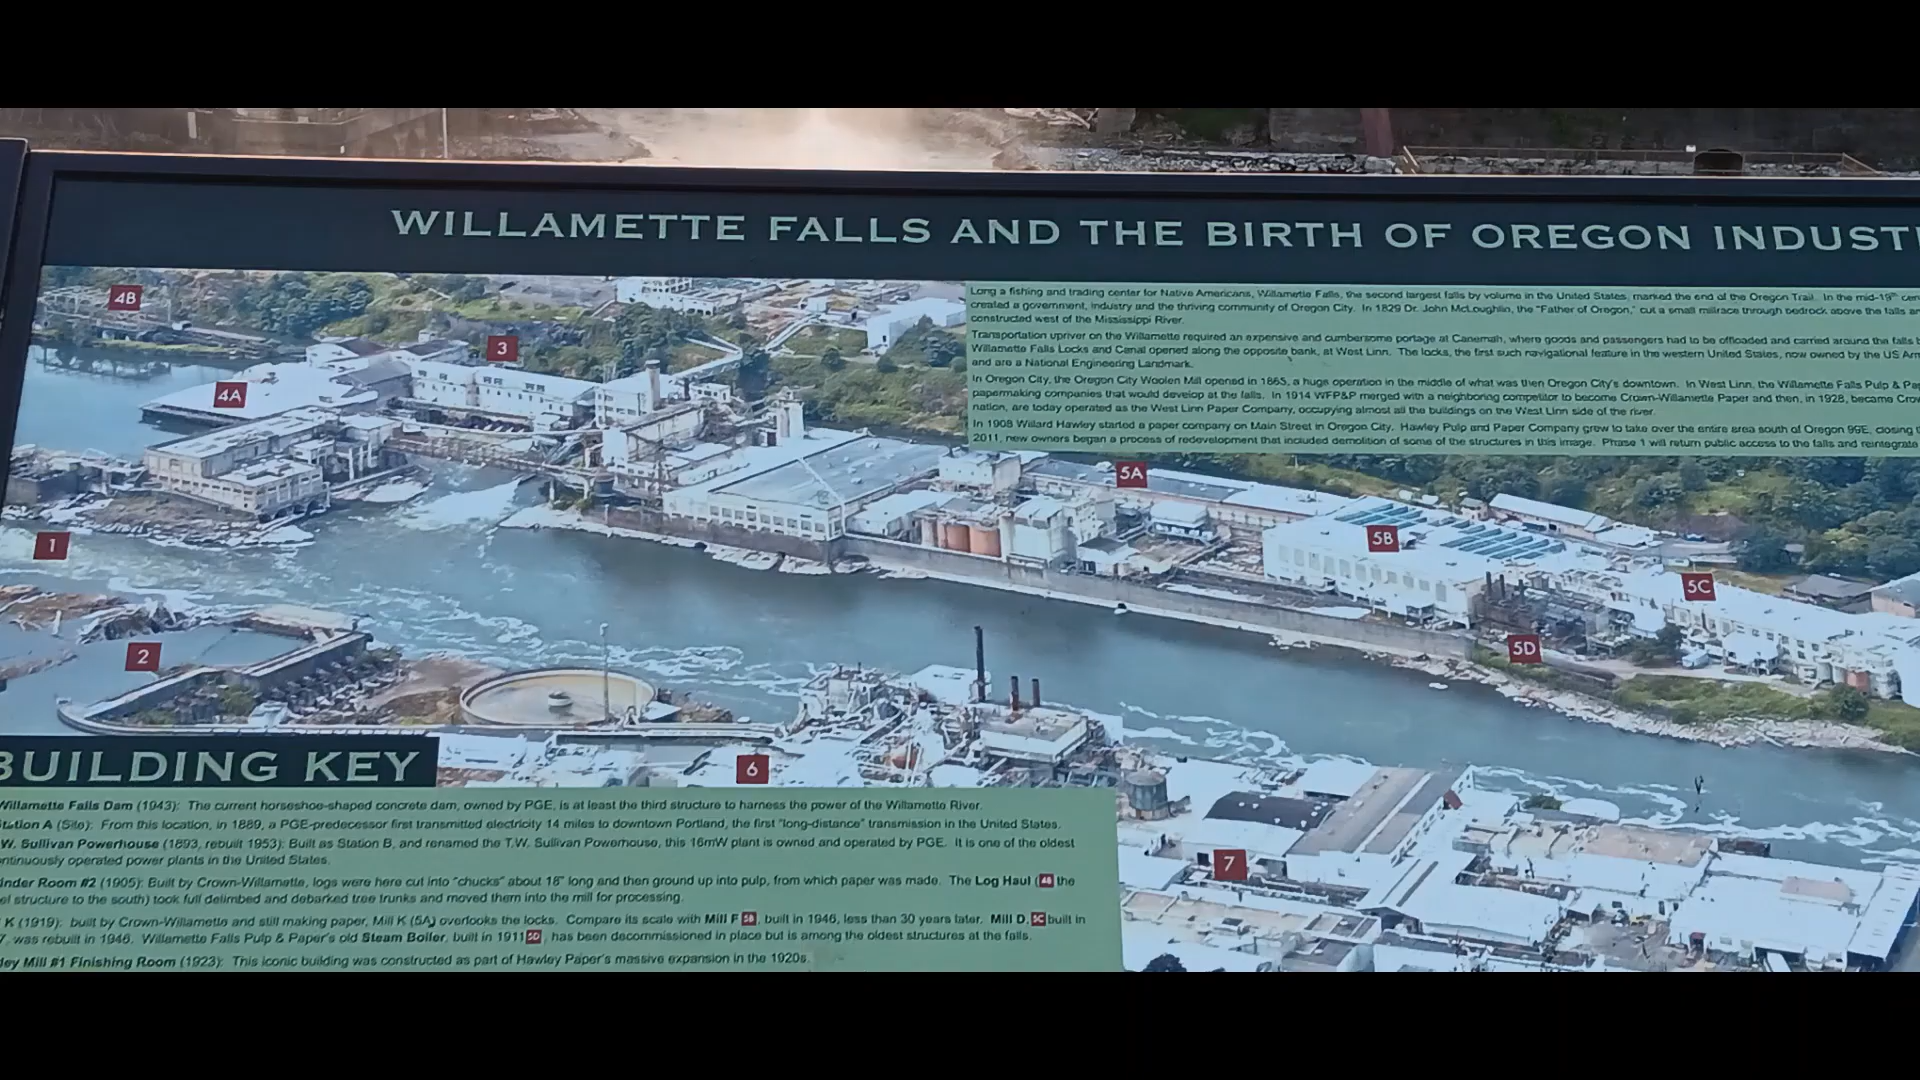 WILLAMETTE FALLS AND THE BIRTH OF OREGON INDUST
4B
3
4A
1
2
5A
5B
5C
5D
6
7
Long a fishing and trading center for Native Americans, Willamette Falls, the second largest falls by volume in the United States, marked the end of the Oregon Trail. In the mid-19th cen
created a government, industry and the thriving community of Oregon City. In 1829 Dr. John McLoughlin, the "Father of Oregon," cut a small millrace through bedrock above the falls an
constructed west of the Mississippi River.
Transportation upriver on the Willamette required an expensive and cumbersome portage at Canemah, where goods and passengers had to be offloaded and carried around the falls b
Willamette Falls Locks and Canal opened along the opposite bank, at West Linn. The locks, the first such navigational feature in the western United States, now owned by the US Arm
and are a National Engineering Landmark.
In Oregon City, the Oregon City Woolen Mill opened in 1865, a huge operation in the middle of what was then Oregon City's downtown. In West Linn, the Willamette Falls Pulp & Pap
papermaking companies that would develop at the falls. In 1914 WFP&P merged with a neighboring competitor to become Crown-Willamette Paper and then, in 1928, became Crow
nation, are today operated as the West Linn Paper Company, occupying almost all the buildings on the West Linn side of the river.
In 1908 Willard Hawley started a paper company on Main Street in Oregon City. Hawley Pulp and Paper Company grew to take over the entire area south of Oregon 99E, closing t
2011, new owners began a process of redevelopment that included demolition of some of the structures in this image. Phase 1 will return public access to the falls and reintegrate
BUILDING KEY
Willamette Falls Dam (1943): The current horseshoe-shaped concrete dam, owned by PGE, is at least the third structure to harness the power of the Willamette River.
tation A (Site): From this location, in 1889, a PGE-predecessor first transmitted electricity 14 miles to downtown Portland, the first "long-distance" transmission in the United States.
W. Sullivan Powerhouse (1893, rebuilt 1953): Built as Station B, and renamed the T.W. Sullivan Powerhouse, this 16mW plant is owned and operated by PGE. It is one of the oldest
ntinuously operated power plants in the United States.
inder Room #2 (1905): Built by Crown-Willamette, logs were here cut into "chucks" about 18" long and then ground up into pulp, from which paper was made. The Log Haul (4B the
el structure to the south) took full delimbed and debarked tree trunks and moved them into the mill for processing.
K (1919): built by Crown-Willamette and still making paper, Mill K (5A) overlooks the locks. Compare its scale with Mill F 5B, built in 1946, less than 30 years later. Mill D, 5C built in
7, was rebuilt in 1946. Willamette Falls Pulp & Paper's old Steam Boiler, built in 1911 5D, has been decommissioned in place but is among the oldest structures at the falls.
ley Mill #1 Finishing Room (1923): This iconic building was constructed as part of Hawley Paper's massive expansion in the 1920s.